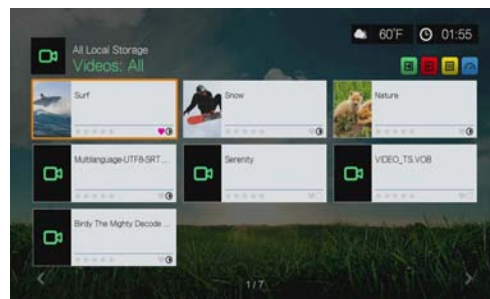 60°F 01:55
All Local Storage
Videos: All
Surf
Snow
Nature
Multilanguage-UTF8-SRT ...
Serenity
VIDEO_TS.VOB
Birdy The Mighty Decode ...
1/7